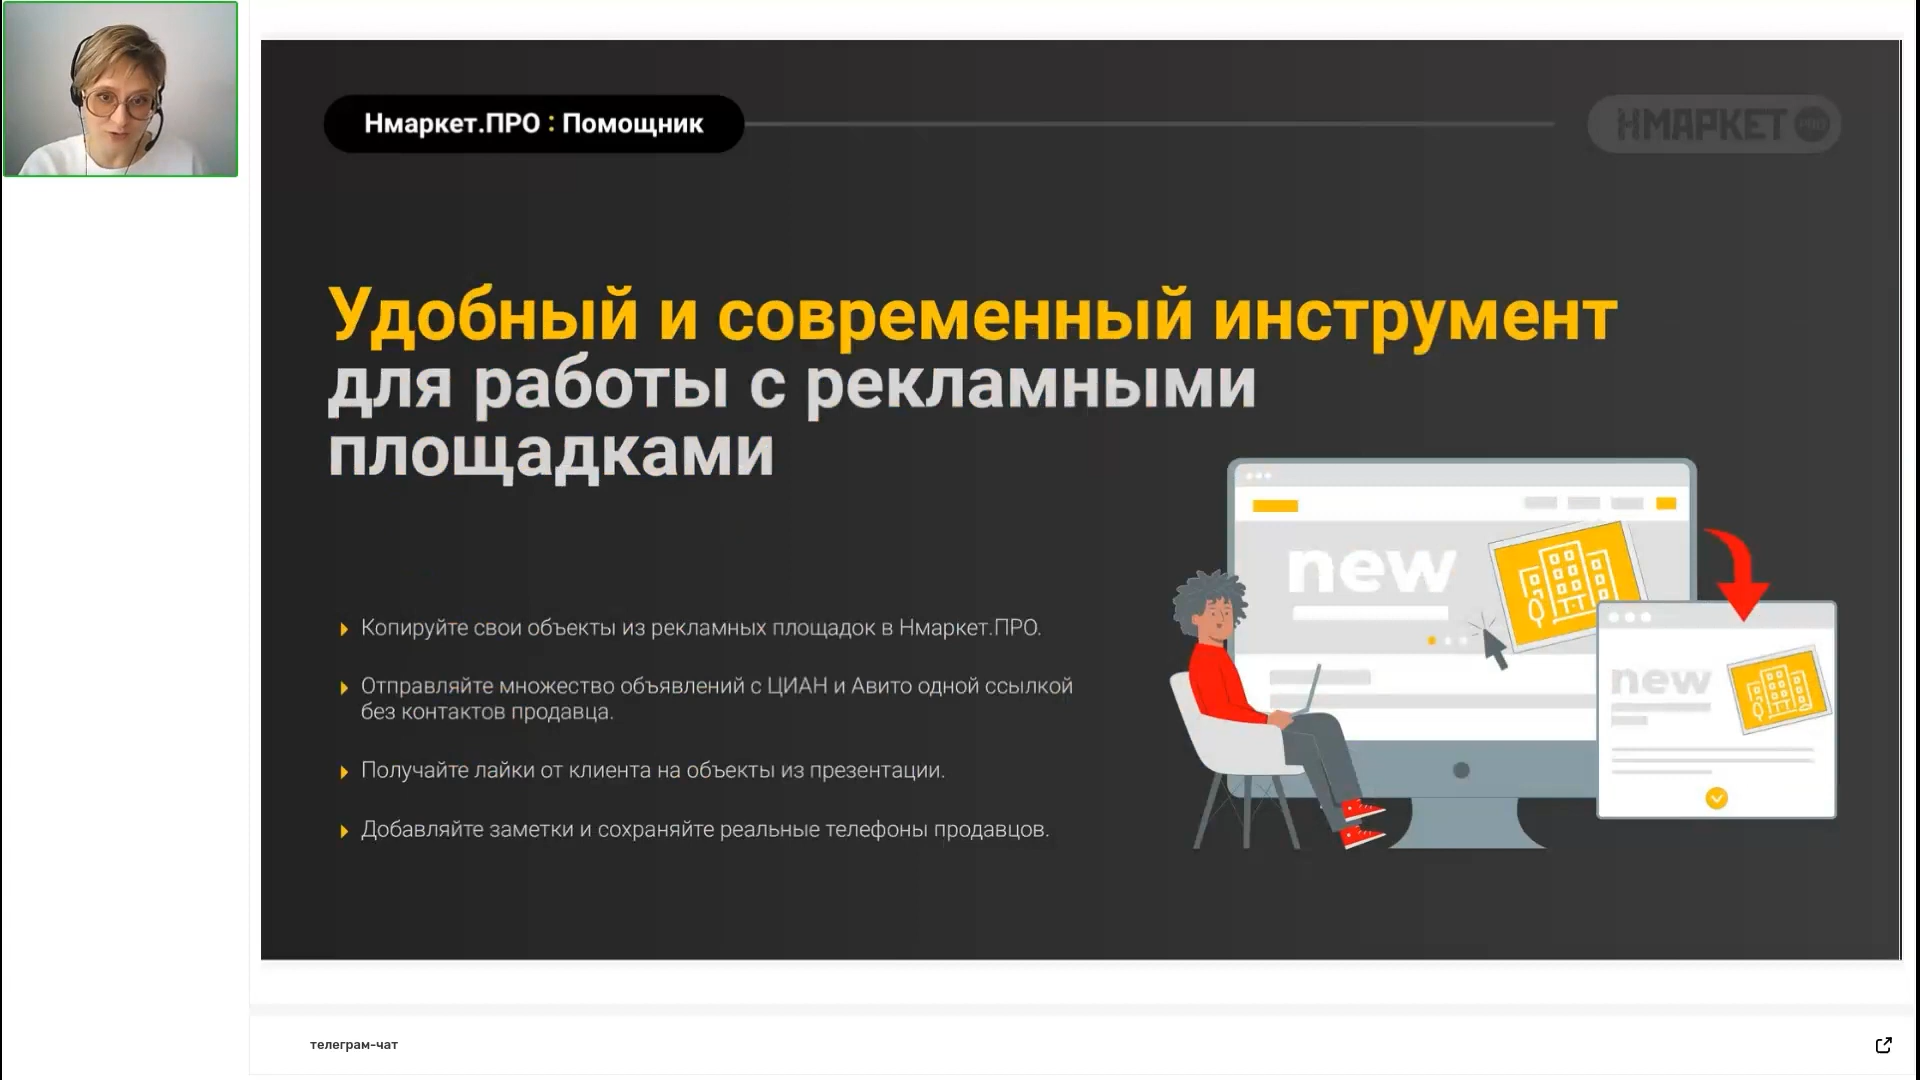 Нмаркет.ПРО : Помощник
НМАРКЕТ PRO
Удобный и современный инструмент
для работы с рекламными
площадками
new
new
Копируйте свои объекты из рекламных площадок в Нмаркет.ПРО.
Отправляйте множество объявлений с ЦИАН и Авито одной ссылкой
без контактов продавца.
Получайте лайки от клиента на объекты из презентации.
Добавляйте заметки и сохраняйте реальные телефоны продавцов.
телеграм-чат